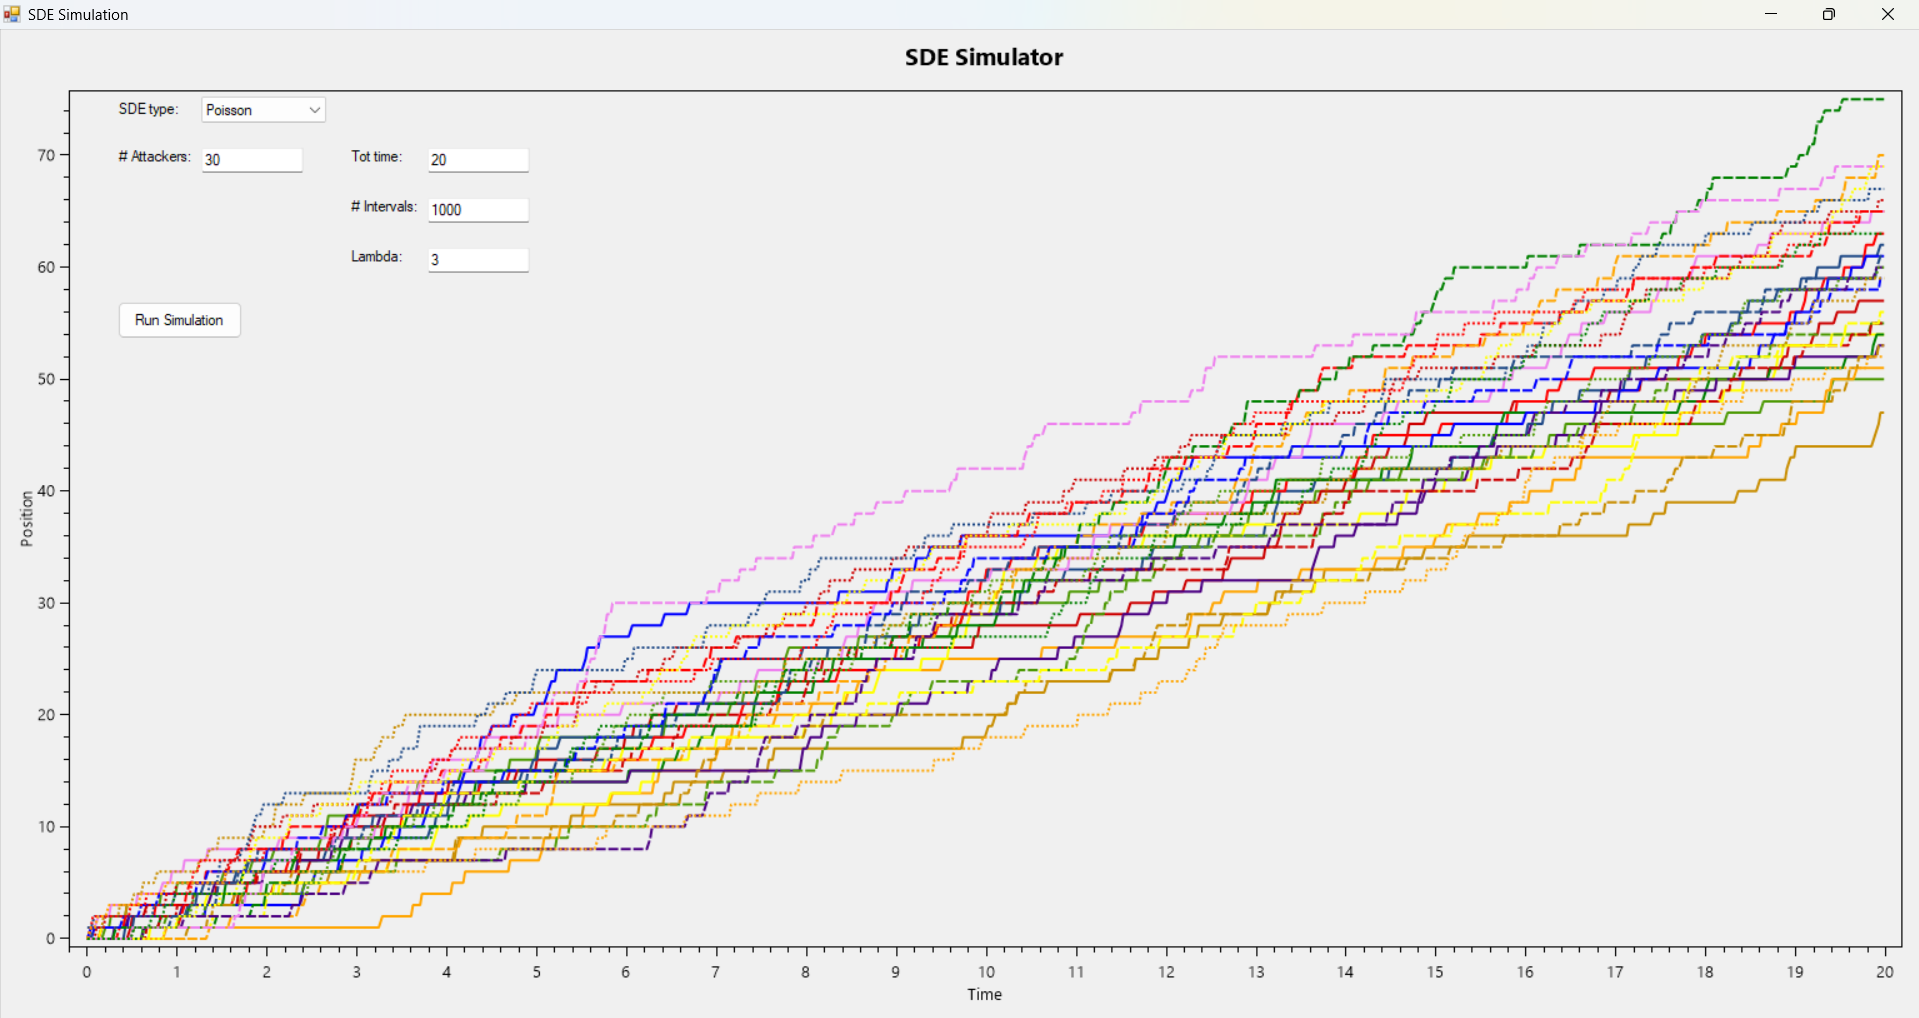 SDE Simulation
SDE Simulator
SDE type: Poisson
# Attackers: 30 Tot time: 20
# Intervals: 1000
Lambda: 3
Run Simulation
70
60
50
40
30
20
10
0
Position
0 1 2 3 4 5 6 7 8 9 10 11 12 13 14 15 16 17 18 19 20
Time